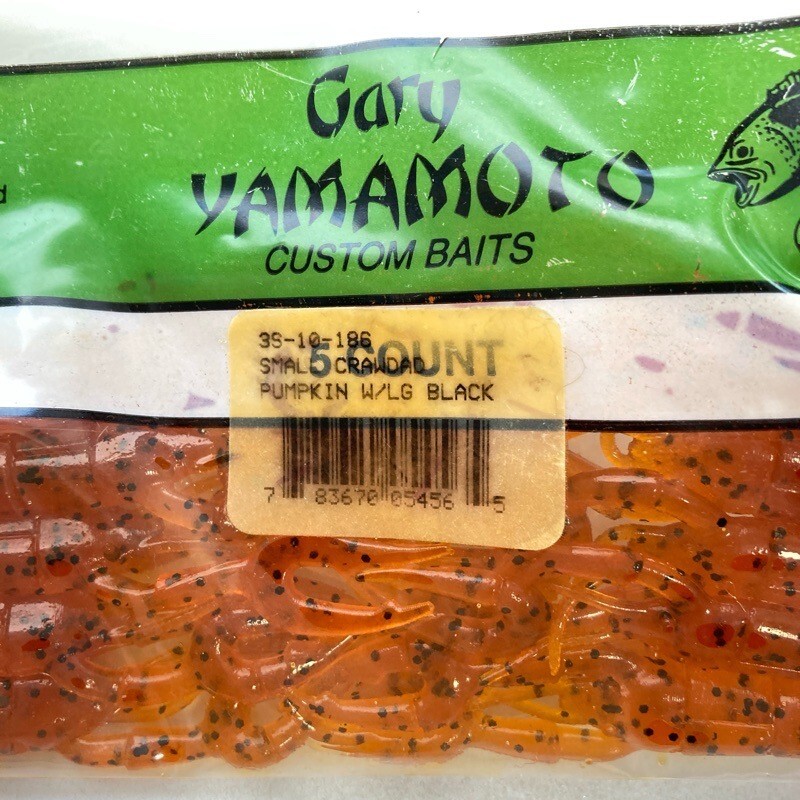 Gary
YAMAMOTO
CUSTOM BAITS
3S-10-186
5 COUNT
SMALL CRAWDAD
PUMPKIN W/LG BLACK
7 83670 05456 5